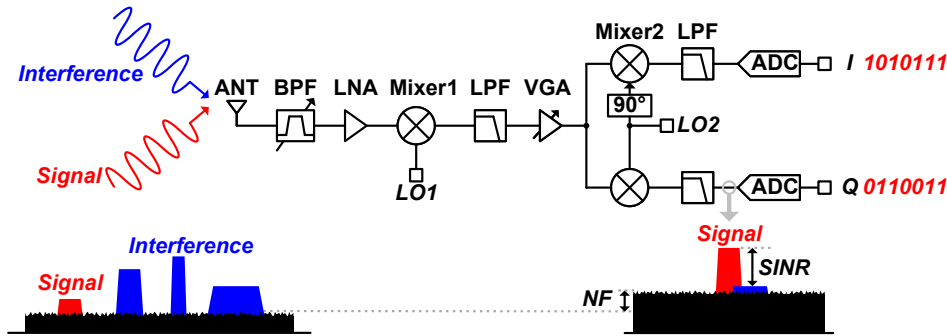 Interference
Signal
ANT BPF LNA Mixer1 LPF VGA
LO1
Mixer2 LPF
ADC I 1010111
90°
LO2
ADC Q 0110011
Signal
Interference
Signal
SINR
NF